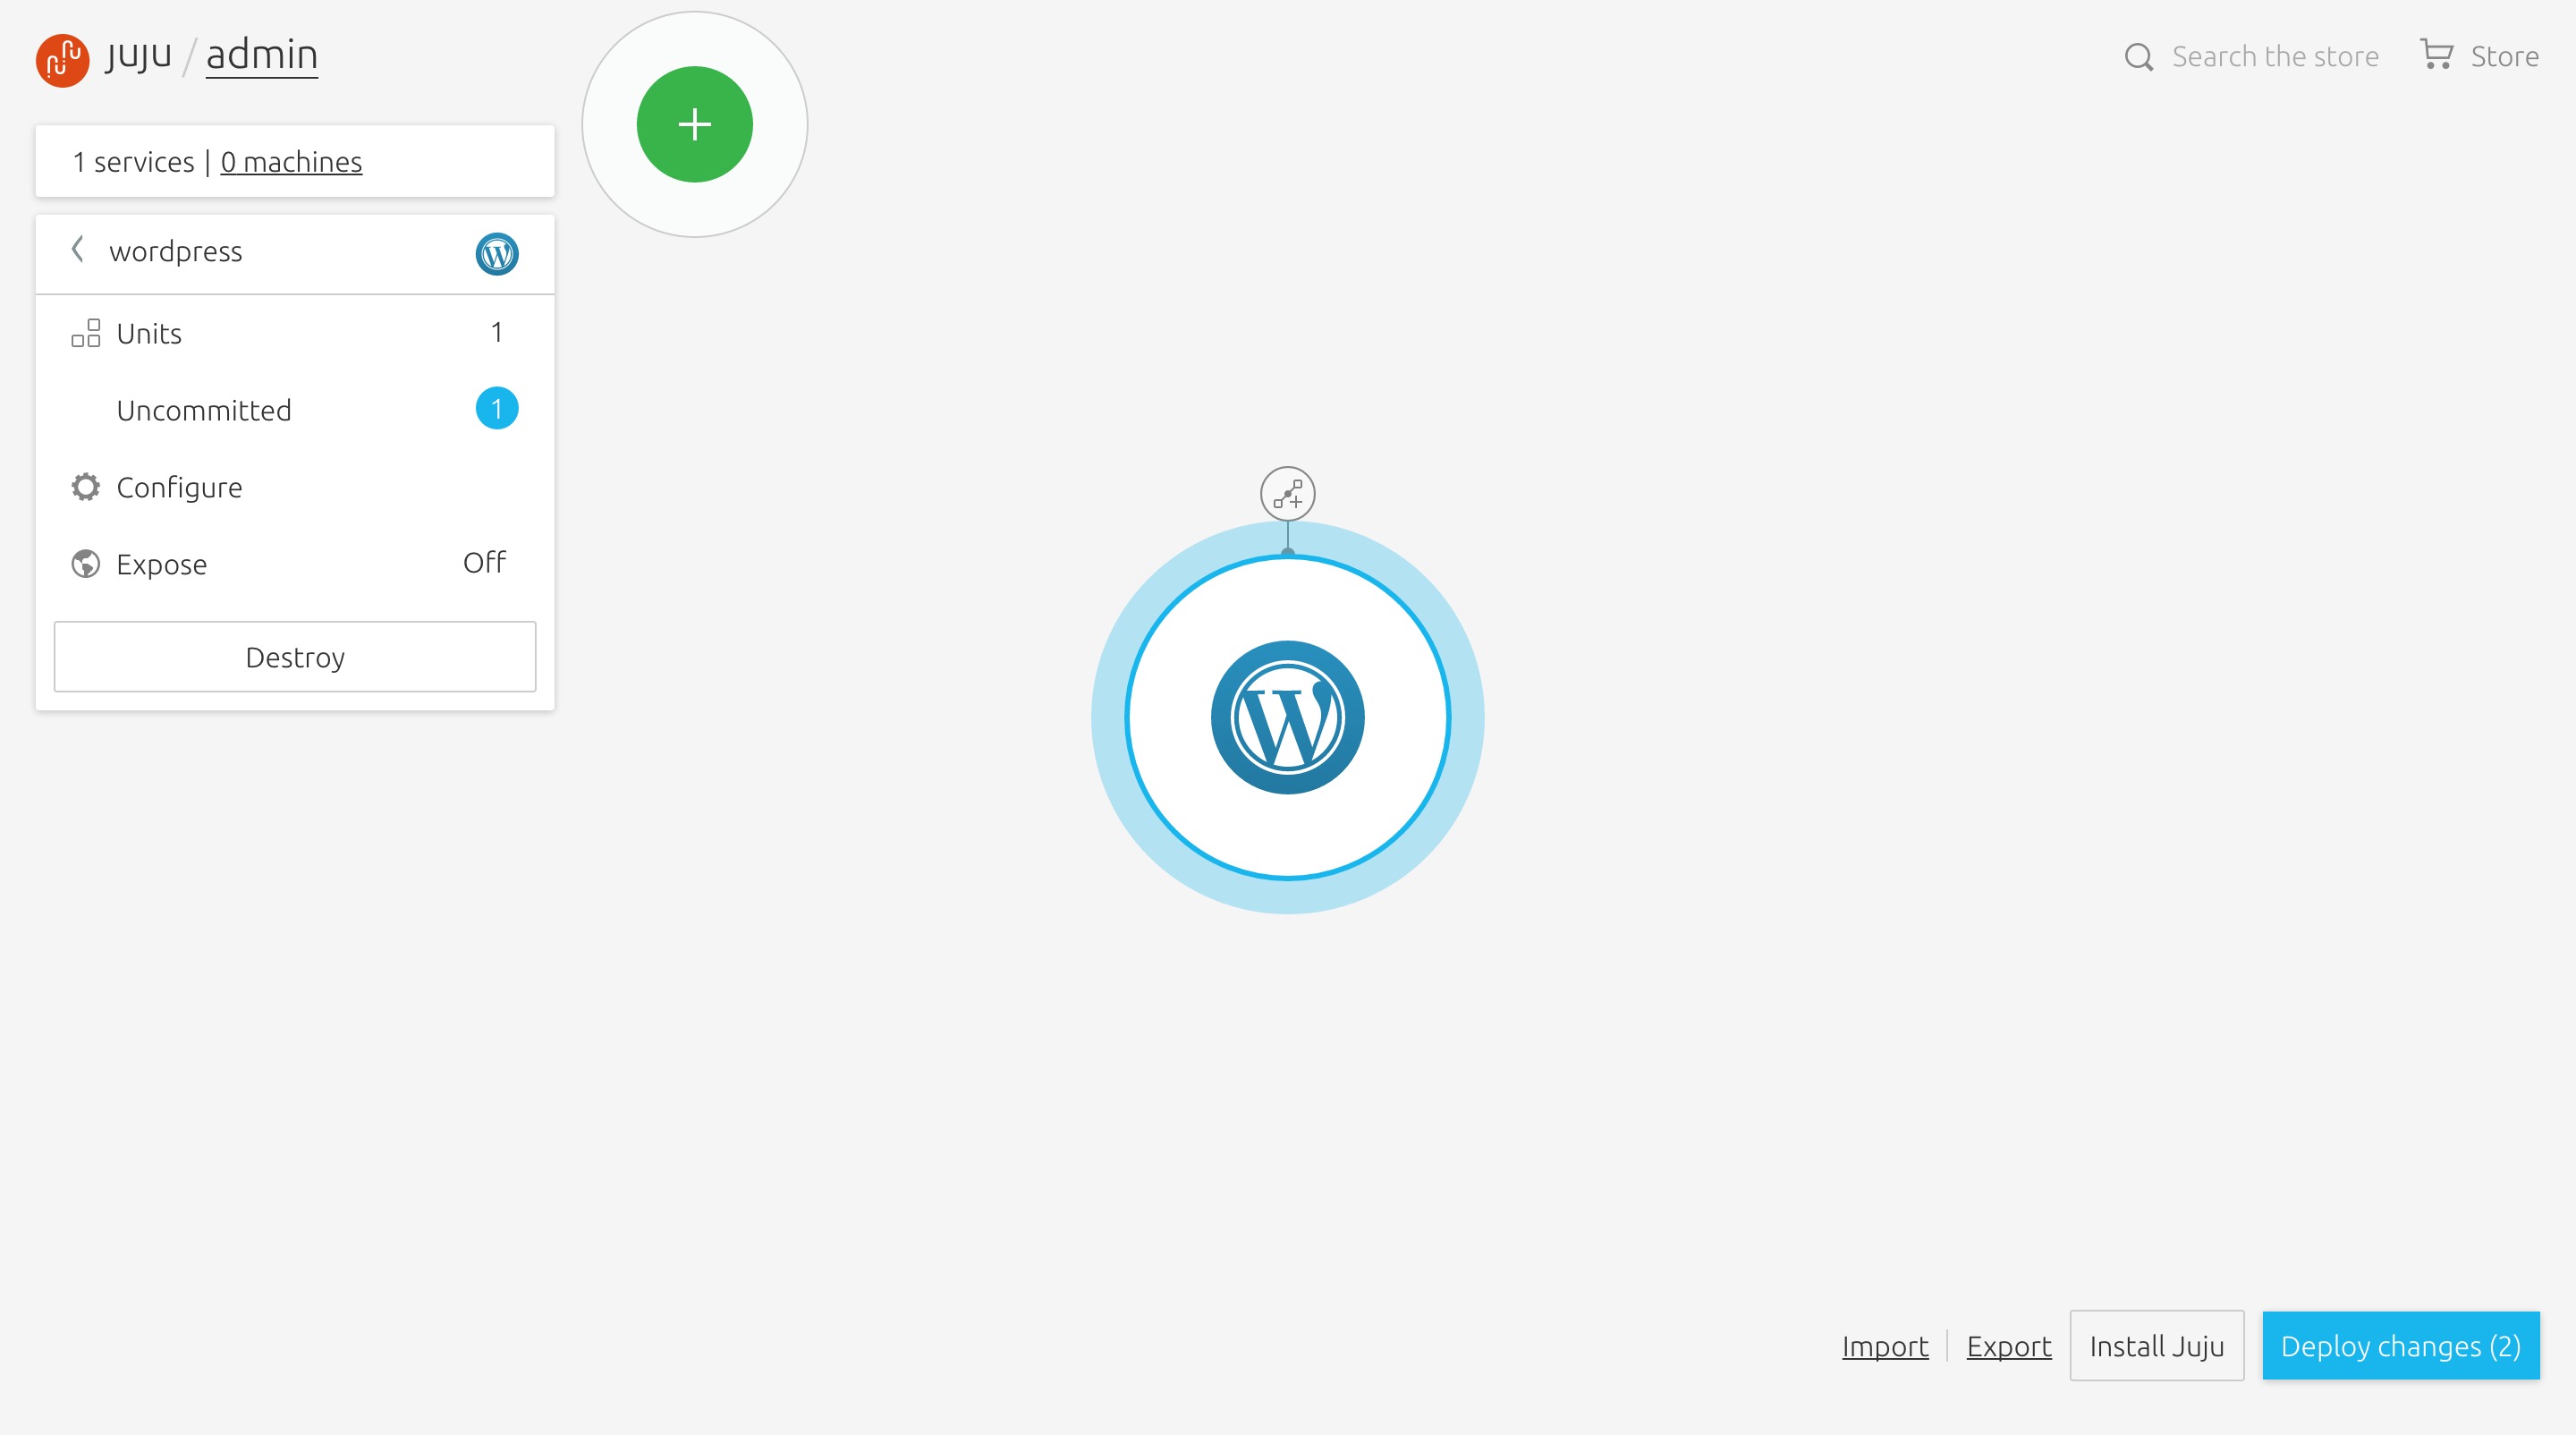 juju / admin
Search the store
Store
1 services | 0 machines
wordpress
Units 1
Uncommitted 1
Configure
Expose Off
Destroy
Import | Export
Install Juju
Deploy changes (2)